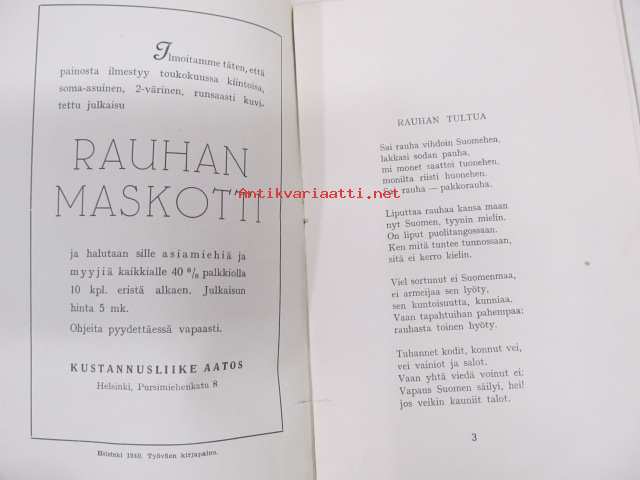 Ilmoitamme täten, että
painosta ilmestyy toukokuussa kiintoisa,
soma-asuinen, 2-värinen, runsaasti kuvi-
tettu julkaisu
RAUHAN
MASKOTTI
ja halutaan sille asiamiehiä ja
myyjiä kaikkialle 40 % palkkiolla
10 kpl. eristä alkaen. Julkaisun
hinta 5 mk.
Ohjeita pyydettäessä vapaasti.
KUSTANNUSLIIKE AATOS
Helsinki, Pursimiehenkatu 8
Helsinki 1940. Työväen kirjapaino.
Antikvariaatti.net
RAUHAN TULTUA
Sai rauha vihdoin Suomehen,
lakkasi sodan pauha,
mi monet saattoi tuonehen,
monilta riisti huonehen.
rauha — pakkorauha.
Liputtaa rauhaa kansa maan
nyt Suomen, tyynin mielin.
On liput puolitangossaan.
Ken mitä tuntee tunnossaan,
sitä ei kerro kielin.
Viel sortunut ei Suomenmaa,
ei armeijaa sen lyöty,
sen kuntoisuutta, kunniaa.
Vaan tapahtuihan pahempaa:
rauhasta toinen hyöty.
Tuhannet kodit, konnut vei,
vei vainiot ja salot.
Vaan yhtä viedä voinut ei;
Vapaus Suomen säilyi, hei!
jos veikin kauniit talot.
3